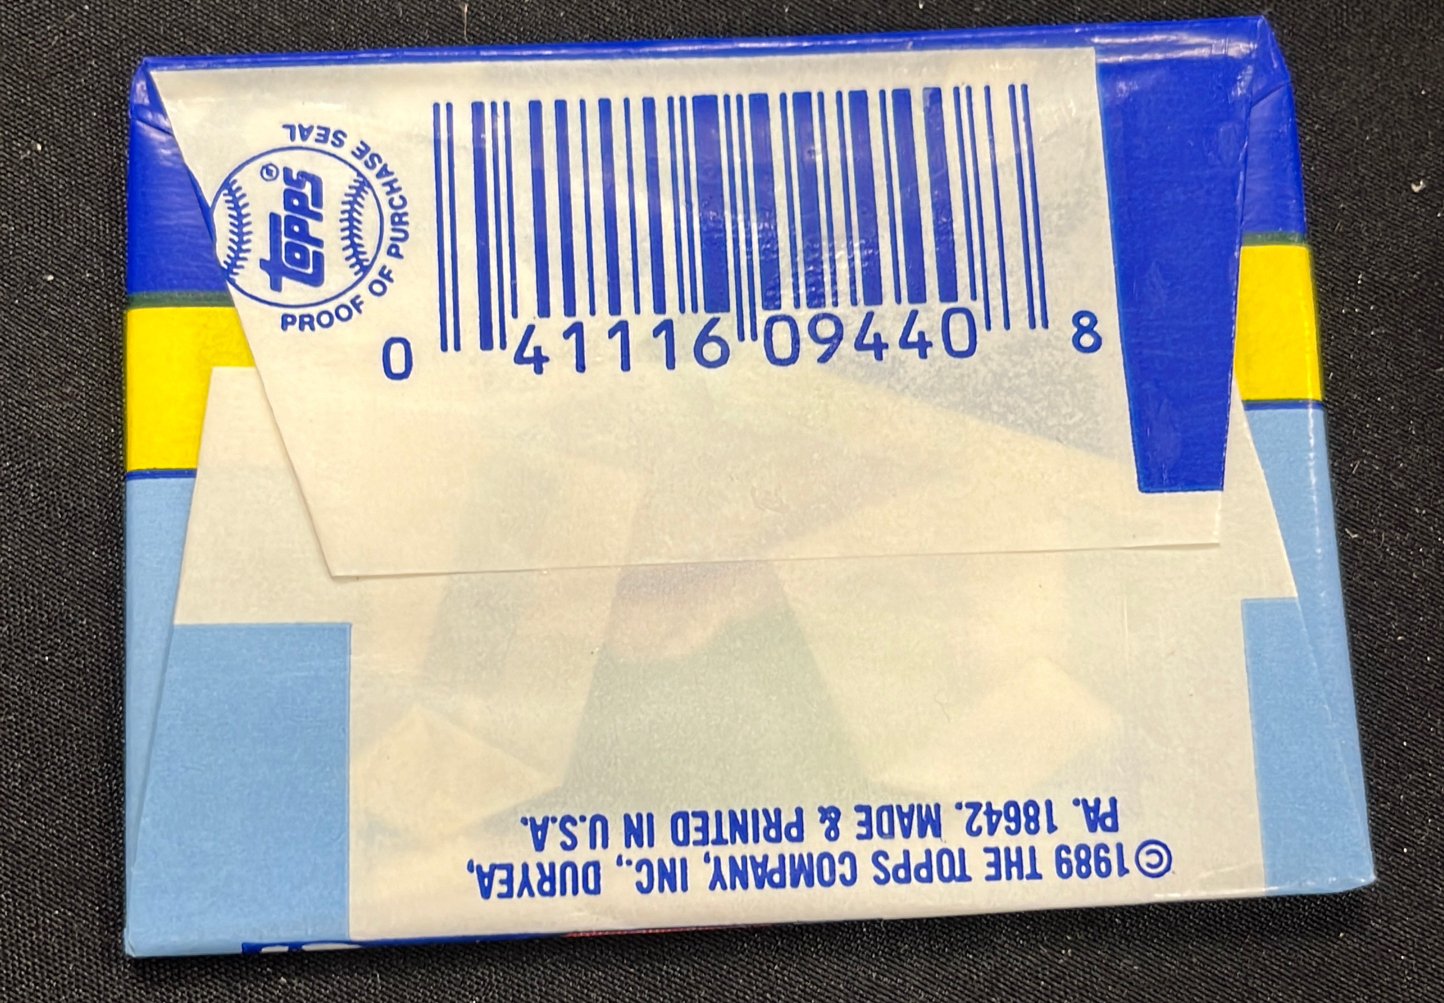 TOPPS®
PROOF OF PURCHASE SEAL
0 41116 09440 8
©1989 THE TOPPS COMPANY, INC., DURYEA,
PA. 18642. MADE & PRINTED IN U.S.A.